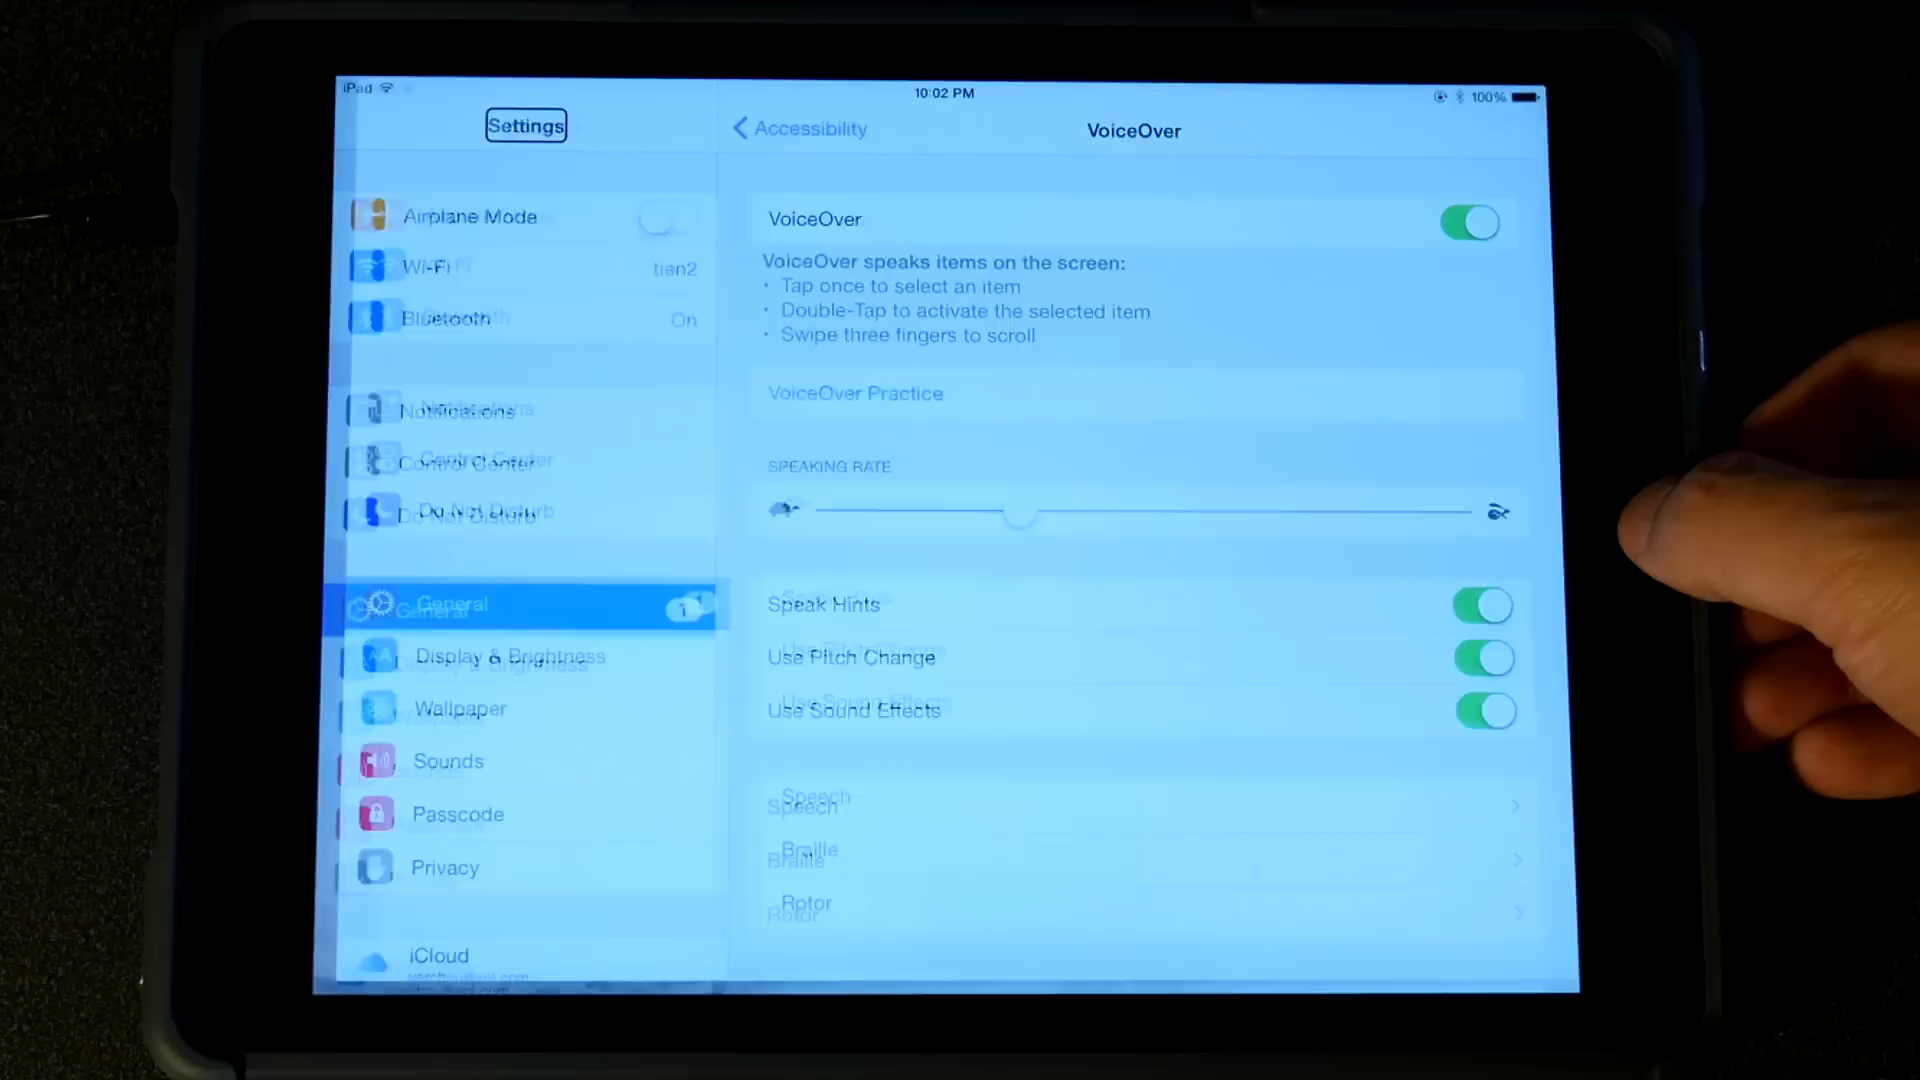 iPad
10:02 PM
100%
Settings
Accessibility
VoiceOver
Airplane Mode
Wi-Fi
tien2
Bluetooth
On
Notifications
Control Center
Do Not Disturb
General
1
Display & Brightness
Wallpaper
Sounds
Passcode
Privacy
iCloud
VoiceOver
VoiceOver speaks items on the screen:
• Tap once to select an item
• Double-Tap to activate the selected item
• Swipe three fingers to scroll
VoiceOver Practice
SPEAKING RATE
Speak Hints
Use Pitch Change
Use Sound Effects
Speech
Braille
Rotor